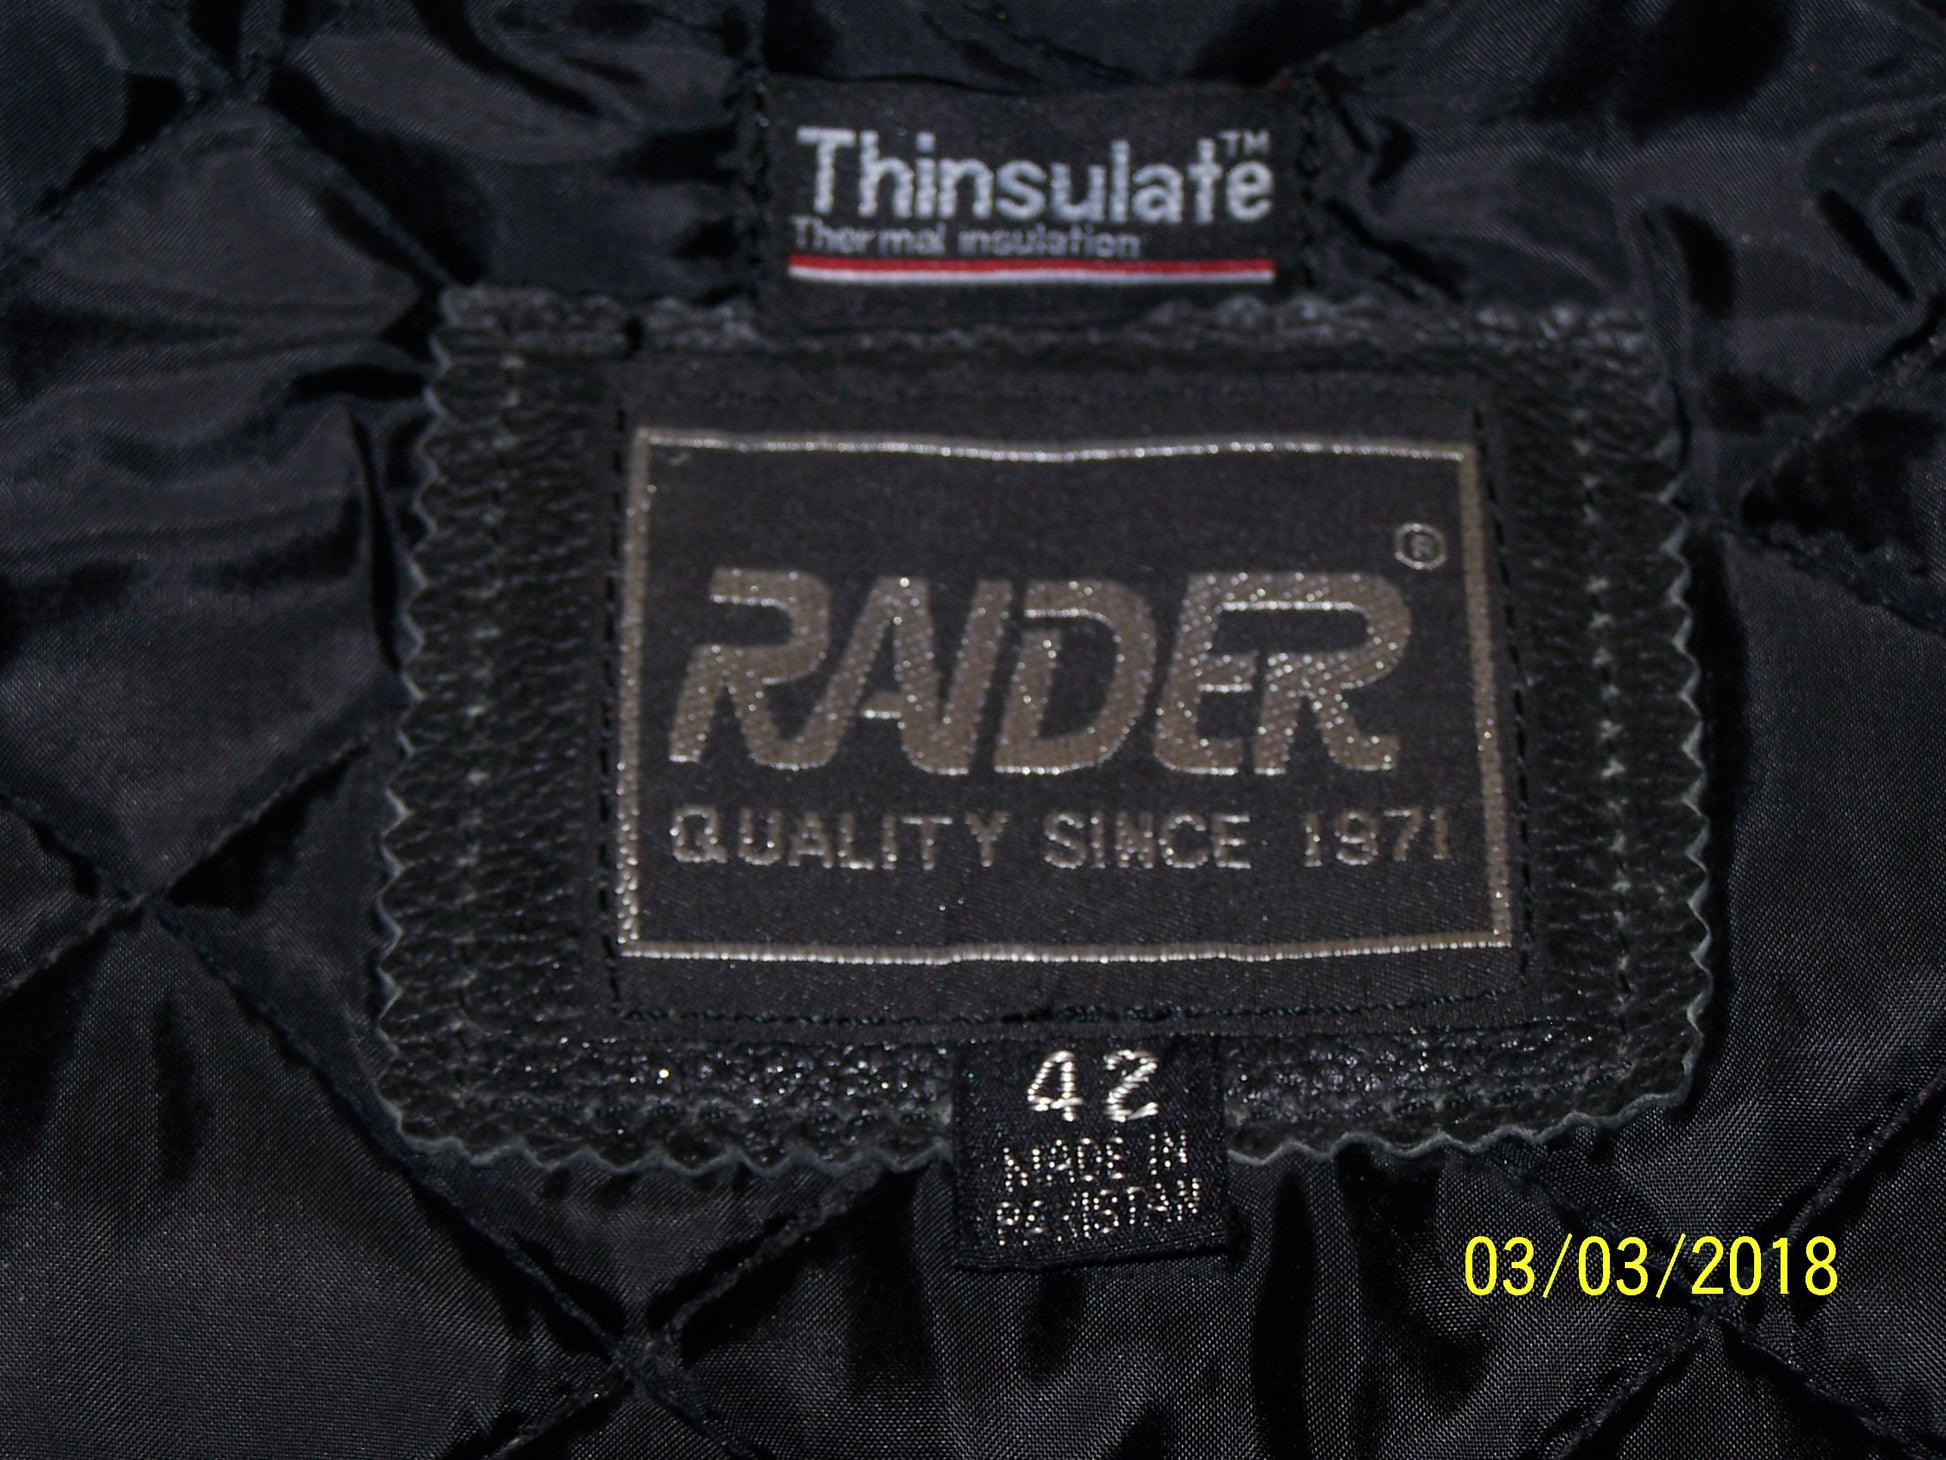 Thinsulate™
Thermal insulation
RAIDER®
QUALITY SINCE 1971
42
MADE IN
PAKISTAN
03/03/2018